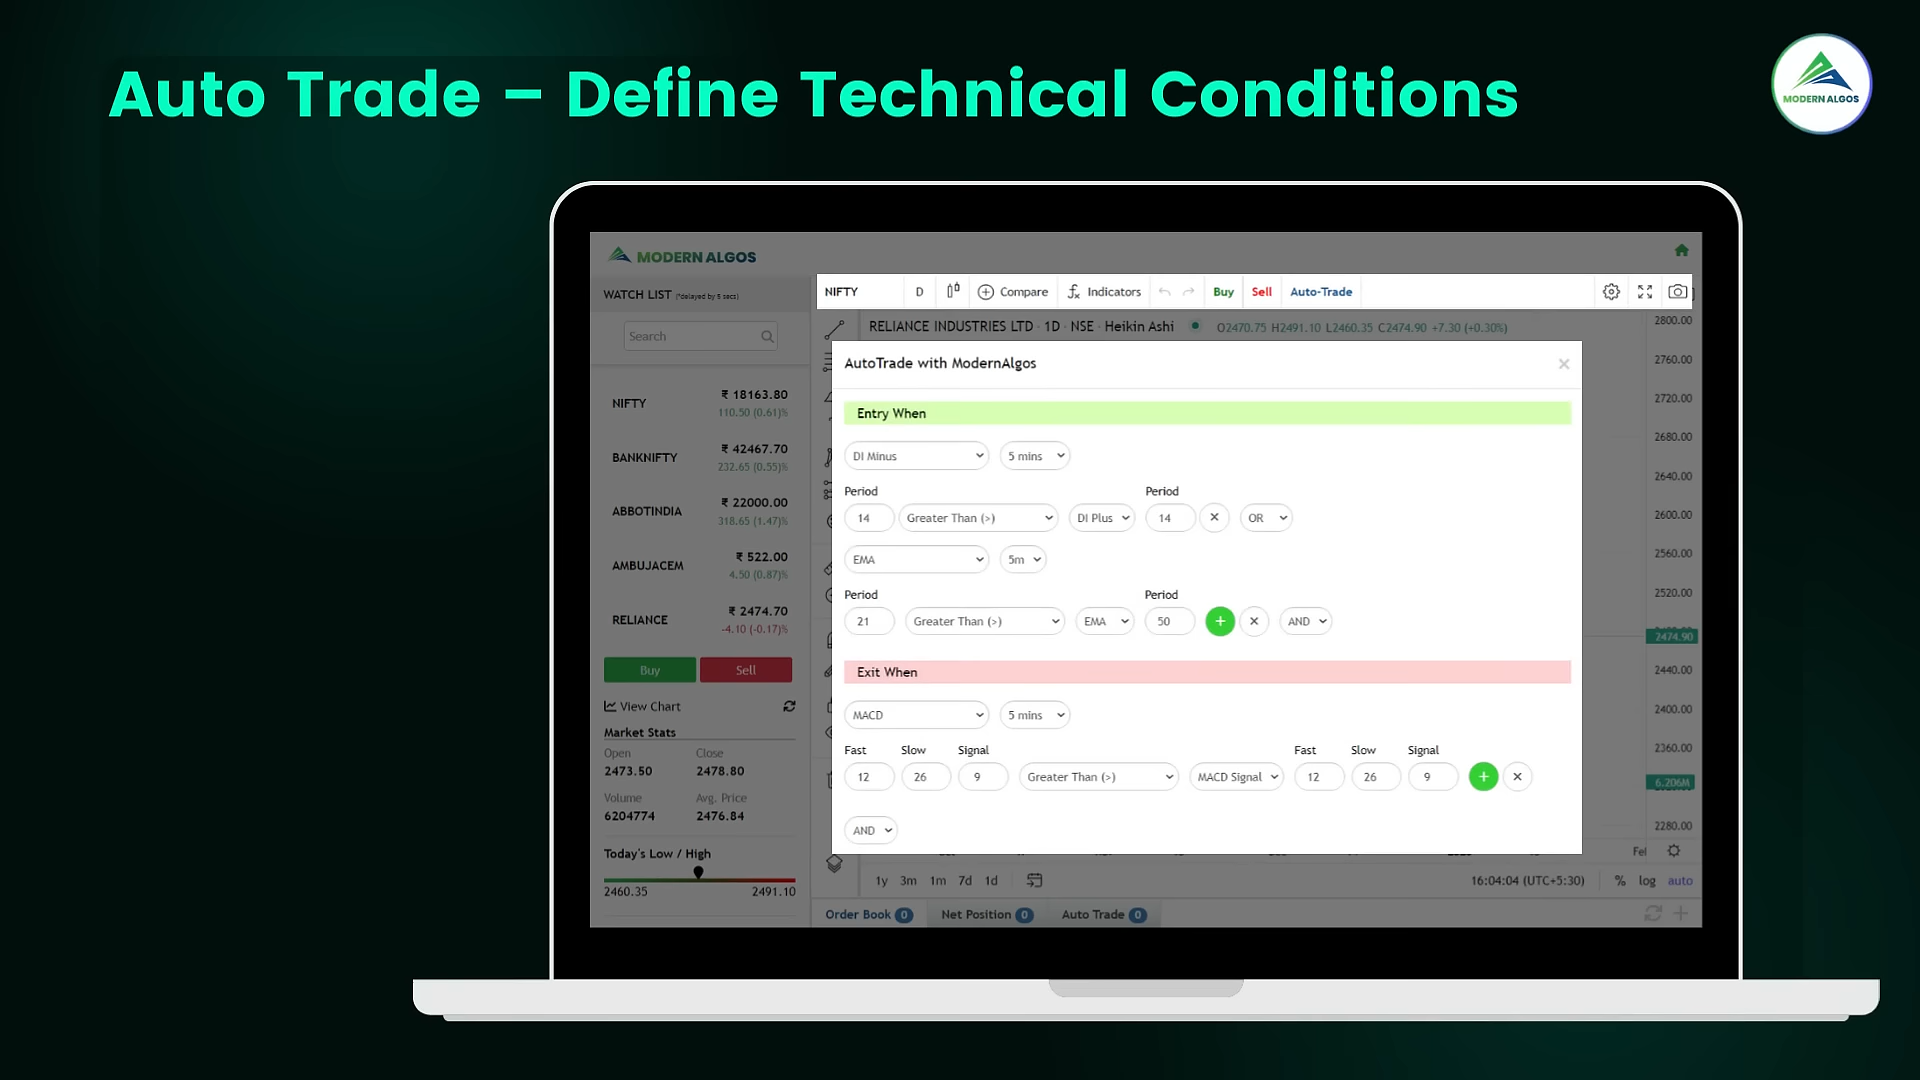 Auto Trade – Define Technical Conditions
MODERN ALGOS
MODERN ALGOS
WATCH LIST (*delayed by 5 secs)
Search
NIFTY ₹ 18163.80
110.50 (0.61)%
BANKNIFTY ₹ 42467.70
232.65 (0.55)%
ABBOTINDIA ₹ 22000.00
318.65 (1.47)%
AMBUJACEM ₹ 522.00
4.50 (0.87)%
RELIANCE ₹ 2474.70
-4.10 (-0.17)%
Buy Sell
View Chart
Market Stats
Open Close
2473.50 2478.80
Volume Avg. Price
6204774 2476.84
Today's Low / High
2460.35 2491.10
NIFTY D Compare Indicators Buy Sell Auto-Trade
RELIANCE INDUSTRIES LTD · 1D · NSE · Heikin Ashi O2470.75 H2491.10 L2460.35 C2474.90 +7.30 (+0.30%)
AutoTrade with ModernAlgos ×
Entry When
DI Minus 5 mins
Period Period
14 Greater Than (>) DI Plus 14 × OR
EMA 5m
Period Period
21 Greater Than (>) EMA 50 + × AND
Exit When
MACD 5 mins
Fast Slow Signal Fast Slow Signal
12 26 9 Greater Than (>) MACD Signal 12 26 9 + ×
AND
2800.00
2760.00
2720.00
2680.00
2640.00
2600.00
2560.00
2520.00
2474.90
2440.00
2400.00
2360.00
6.206M
2280.00
Fel
1y 3m 1m 7d 1d 16:04:04 (UTC+5:30) % log auto
Order Book 0 Net Position 0 Auto Trade 0